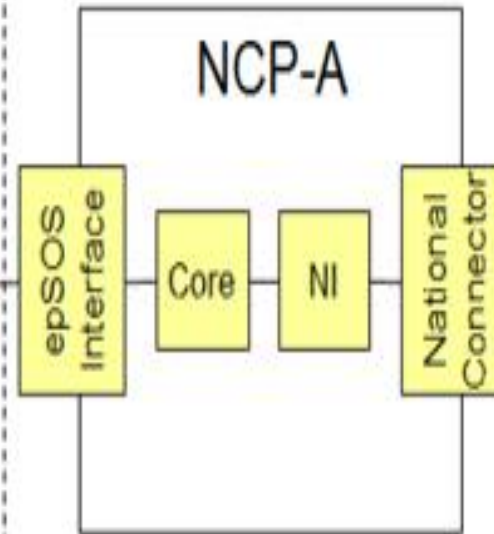 NCP-A
epSOS
Interface
Core
NI
National
Connector